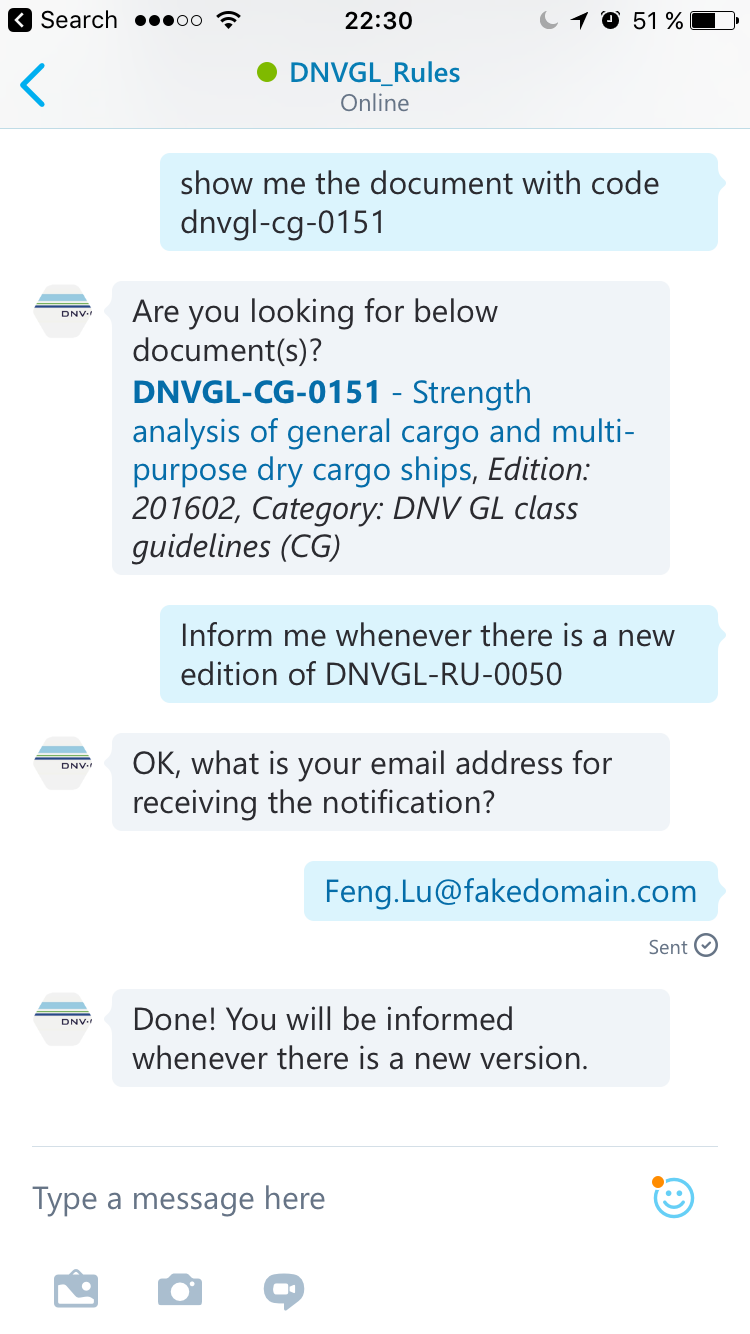 Search 22:30 51 %
DNVGL_Rules
Online
show me the document with code
dnvgl-cg-0151
DNV·
Are you looking for below
document(s)?
DNVGL-CG-0151 - Strength
analysis of general cargo and multi-
purpose dry cargo ships, Edition:
201602, Category: DNV GL class
guidelines (CG)
Inform me whenever there is a new
edition of DNVGL-RU-0050
DNV·
OK, what is your email address for
receiving the notification?
Feng.Lu@fakedomain.com
Sent
DNV·
Done! You will be informed
whenever there is a new version.
Type a message here